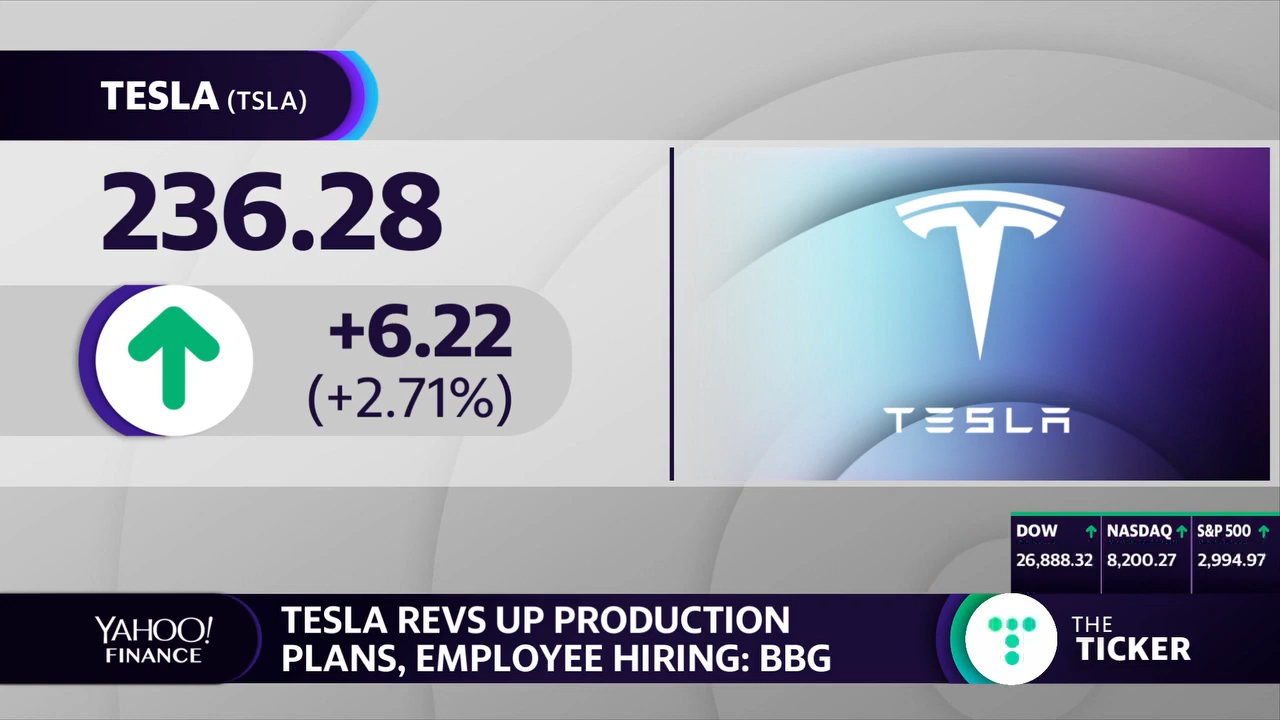 TESLA (TSLA)
236.28
+6.22
(+2.71%)
TESLA
DOW NASDAQ S&P 500
26,888.32 8,200.27 2,994.97
YAHOO!
FINANCE
TESLA REVS UP PRODUCTION
PLANS, EMPLOYEE HIRING: BBG
THE
TICKER